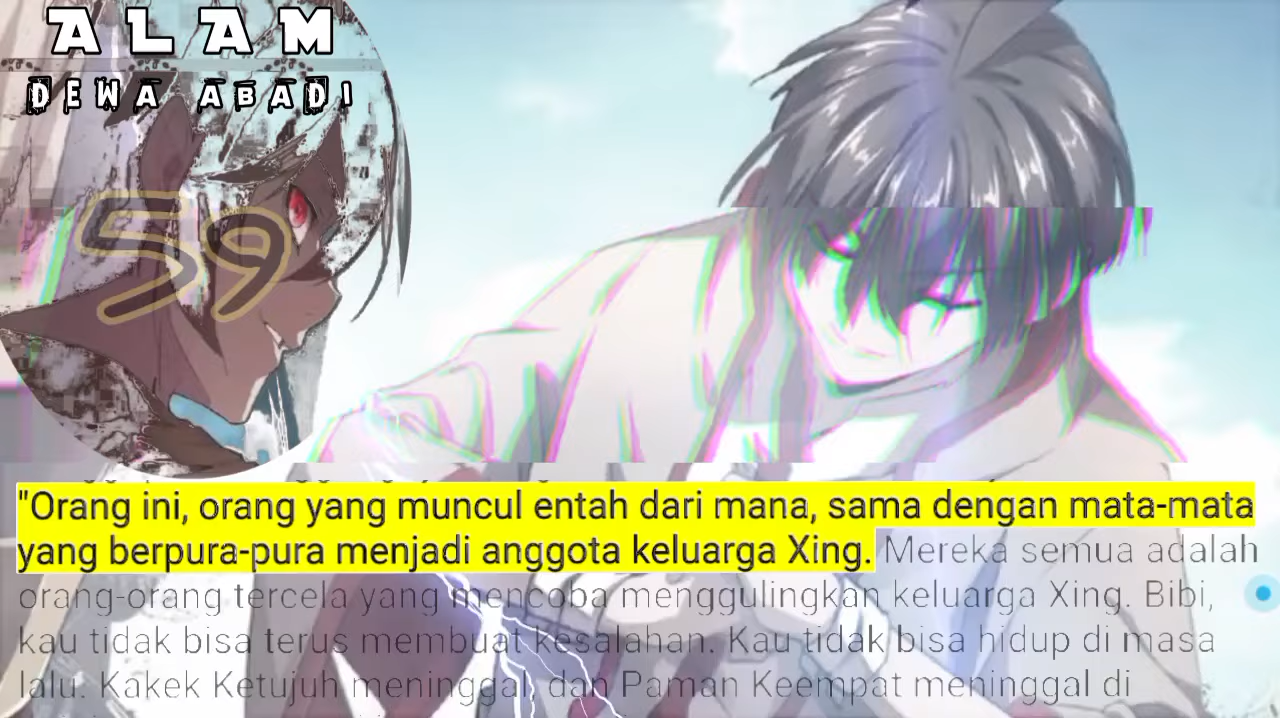 ALAM
DEWA ABADI
59
"Orang ini, orang yang muncul entah dari mana, sama dengan mata-mata
yang berpura-pura menjadi anggota keluarga Xing. Mereka semua adalah
orang-orang tercela yang mencoba menggulingkan keluarga Xing. Bibi,
kau tidak bisa terus membuat kesalahan. Kau tidak bisa hidup di masa
lalu. Kakek Ketujuh meninggal, dan Paman Keempat meninggal di